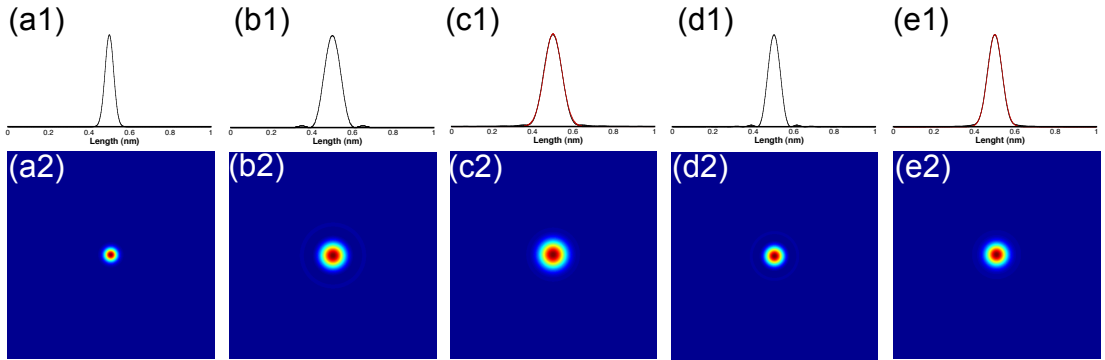 (a1) (b1) (c1) (d1) (e1)
0 0.2 0.4 0.6 0.8 1 0 0.2 0.4 0.6 0.8 1 0 0.2 0.4 0.6 0.8 1 0 0.2 0.4 0.6 0.8 1 0 0.2 0.4 0.6 0.8 1
Length (nm) Length (nm) Length (nm) Length (nm) Lenght (nm)
(a2) (b2) (c2) (d2) (e2)